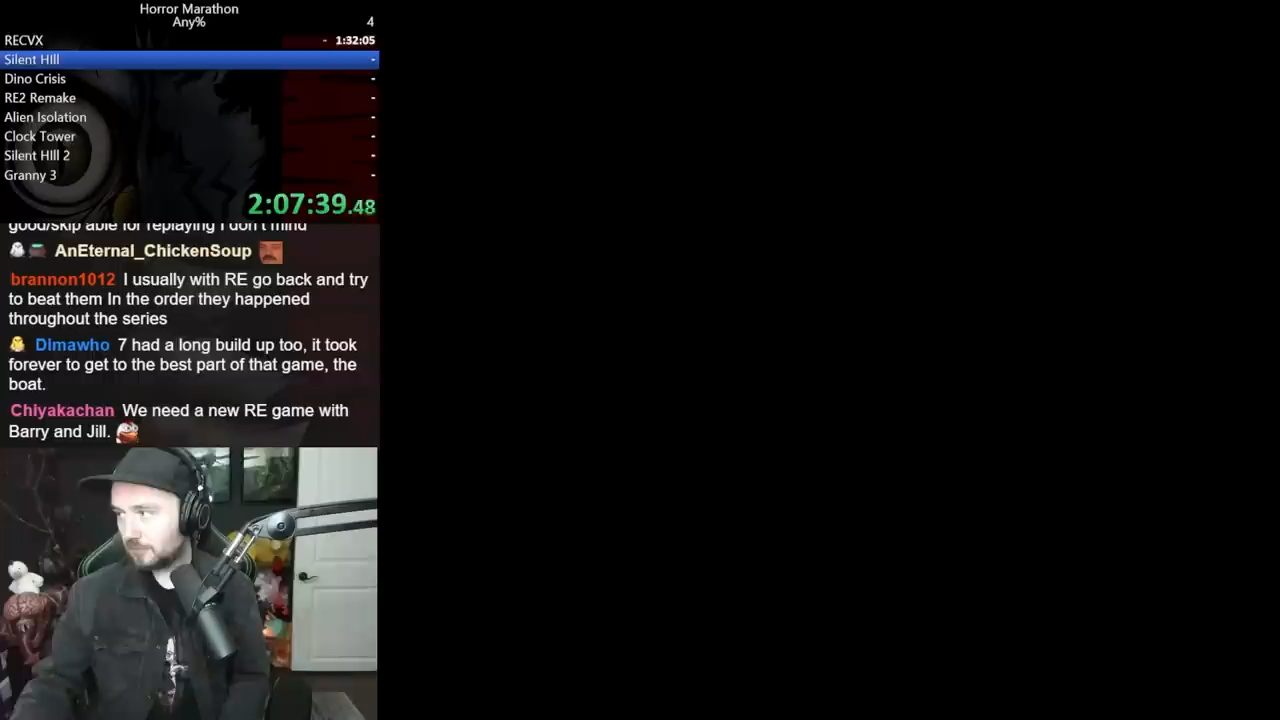 Horror Marathon
Any%
4
RECVX - 1:32:05
Silent HIll -
Dino Crisis -
RE2 Remake -
Alien Isolation -
Clock Tower -
Silent HIll 2 -
Granny 3 -
2:07:39.48
good/skip able for replaying I don't mind
AnEternal_ChickenSoup
brannon1012 I usually with RE go back and try
to beat them In the order they happened
throughout the series
Dimawho 7 had a long build up too, it took
forever to get to the best part of that game, the
boat.
Chiyakachan We need a new RE game with
Barry and Jill.